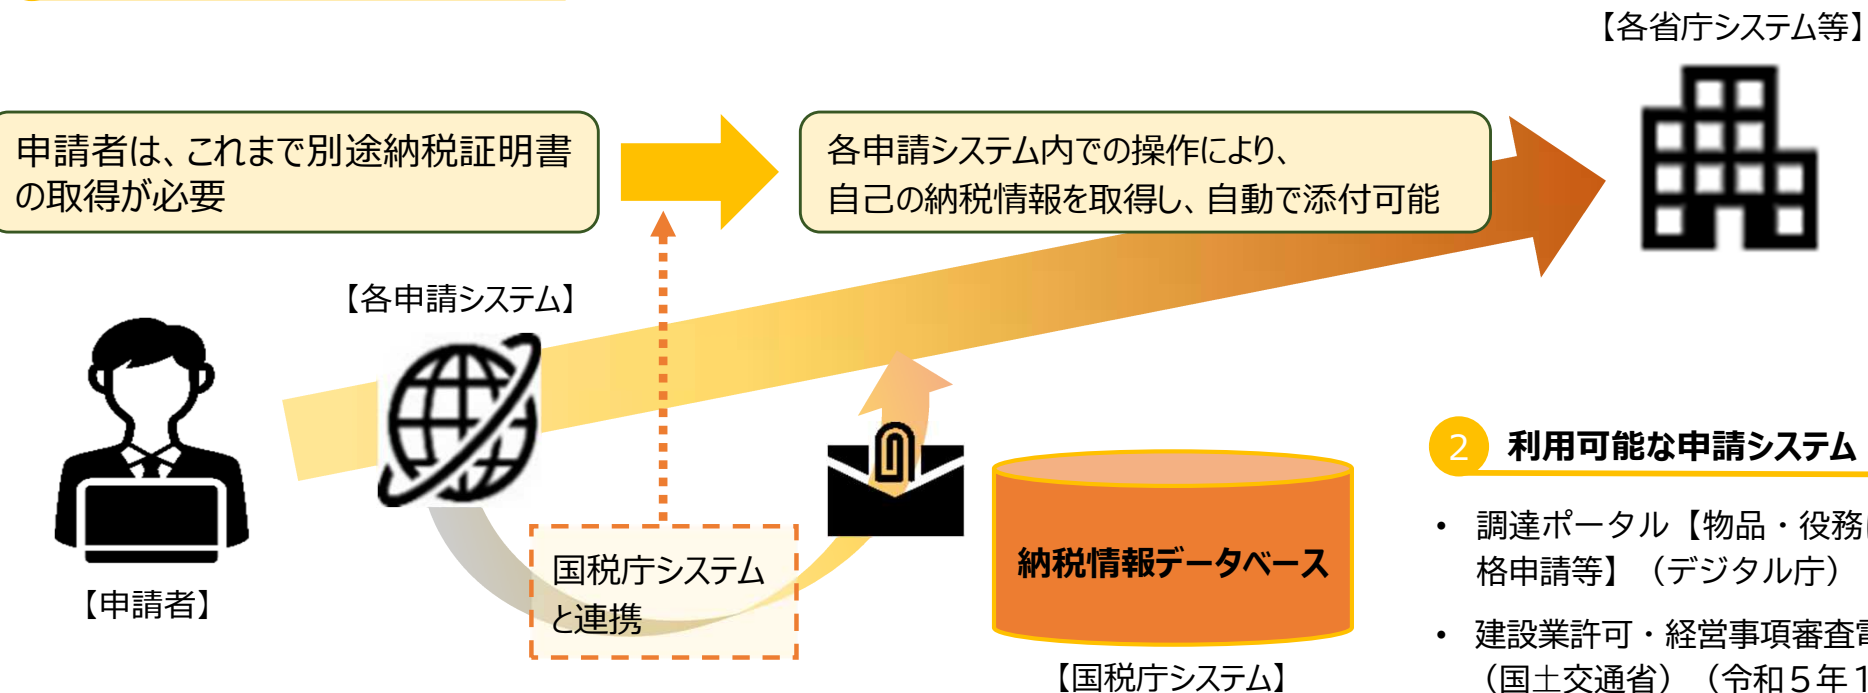 【各省庁システム等】
申請者は、これまで別途納税証明書
の取得が必要
各申請システム内での操作により、
自己の納税情報を取得し、自動で添付可能
【各申請システム】
【申請者】
国税庁システム
と連携
納税情報データベース
【国税庁システム】
2 利用可能な申請システム
• 調達ポータル【物品・役務
格申請等】（デジタル庁）
• 建設業許可・経営事項審査電
（国土交通省）（令和５年１